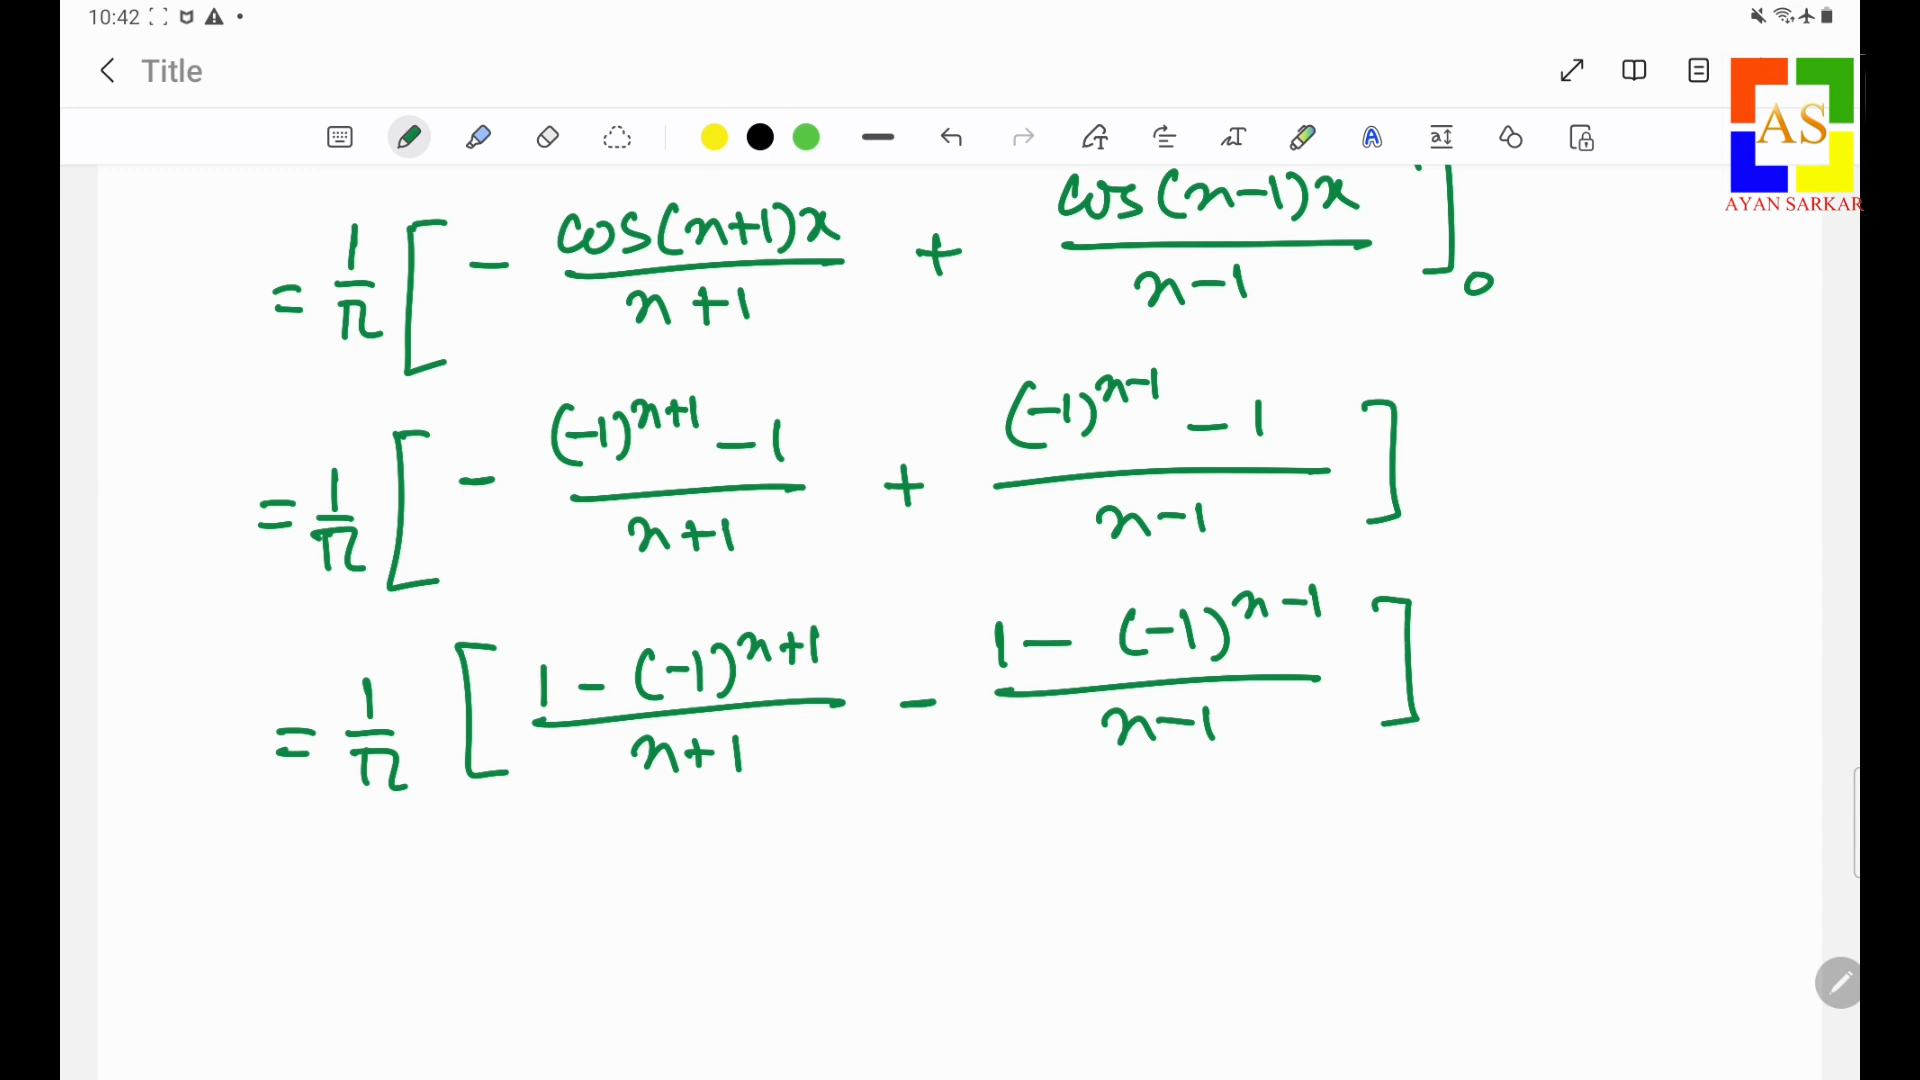 10:42
Title
AS
AYAN SARKAR
= 1/π [ - cos(n+1)x / n+1 + cos(n-1)x / n-1 ]₀
= 1/π [ - (-1)^(n+1) - 1 / n+1 + (-1)^(n-1) - 1 / n-1 ]
= 1/π [ 1 - (-1)^(n+1) / n+1 - 1 - (-1)^(n-1) / n-1 ]